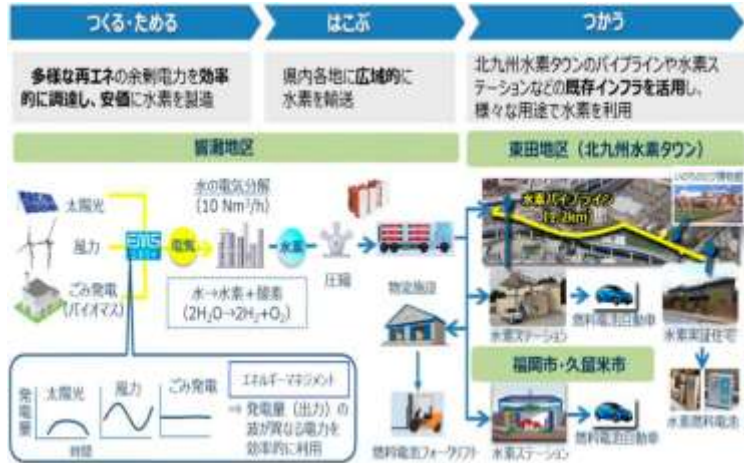 つくる・ためる
はこぶ
つかう
多様な再エネの余剰電力を効率
的に調達し、安価に水素を製造
県内各地に広域的に
水素を輸送
北九州水素タウンのパイプラインや水素ス
テーションなどの既存インフラを活用し、
様々な用途で水素を利用
響灘地区
東田地区（北九州水素タウン）
水の電気分解
(10 Nm³/h)
太陽光
風力
ごみ発電
(バイオマス)
電気
水素
圧縮
水→水素+酸素
(2H₂O→2H₂+O₂)
水素パイプライン
(1.2km)
物流施設
水素ステーション
燃料電池自動車
水素実証住宅
福岡市・久留米市
水素ステーション
燃料電池自動車
水素燃料電池
燃料電池フォークリフト
発電量
太陽光
風力
ごみ発電
時間
エネルギーマネジメント
⇒ 発電量（出力）の
波が異なる電力を
効率的に利用